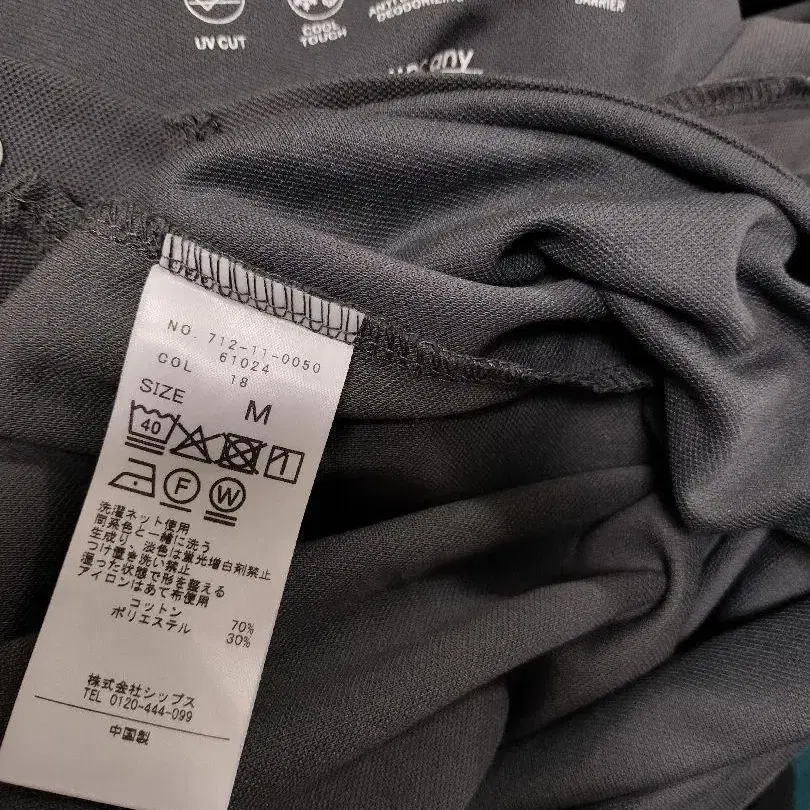 UV CUT
COOL
TOUCH
DEODORIZING
BARRIER
NO. 712-11-0050
61024
COL 18
SIZE M
40
F W
洗濯ネット使用
同系色と一緒に洗う
生成り、淡色は蛍光増白剤禁止
つけ置き洗い禁止
湿った状態で形を整える
アイロンはあて布使用
コットン 70%
ポリエステル 30%
株式会社シップス
TEL 0120-444-099
中国製